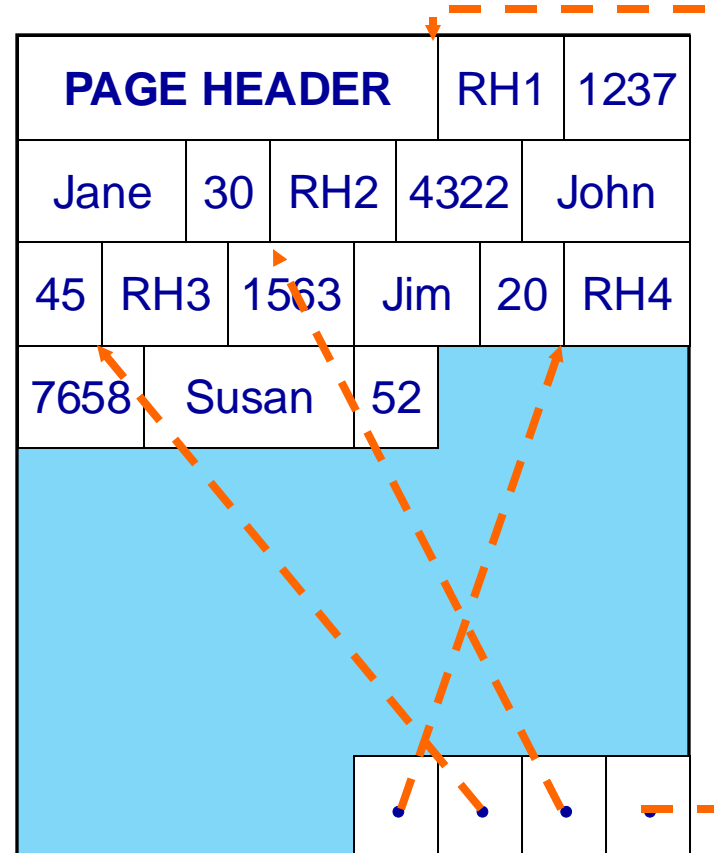 PAGE HEADER RH1 1237
Jane 30 RH2 4322 John
45 RH3 1563 Jim 20 RH4
7658 Susan 52